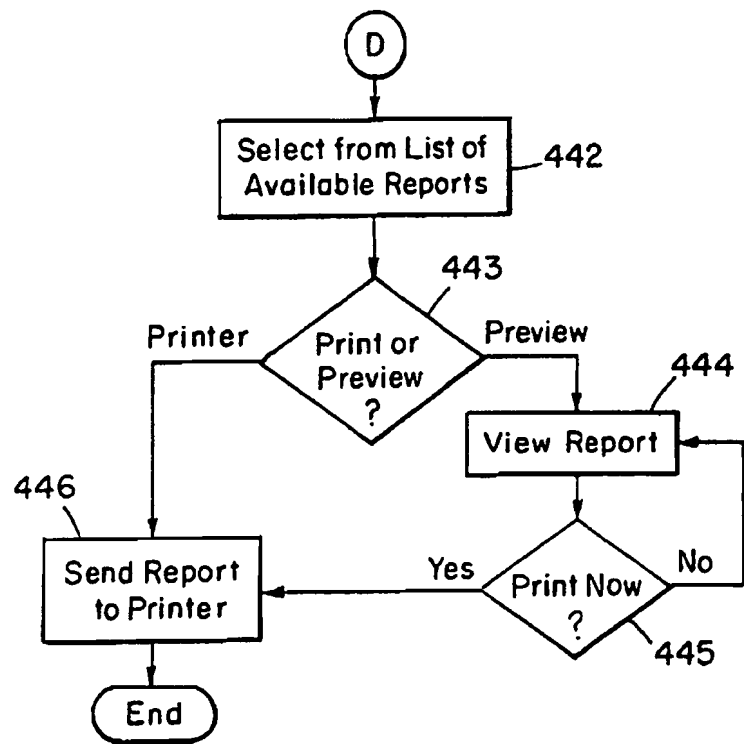 D
Select from List of
Available Reports
442
443
Printer
Print or
Preview
?
Preview
444
View Report
446
Send Report
to Printer
Yes
Print Now
?
No
445
End